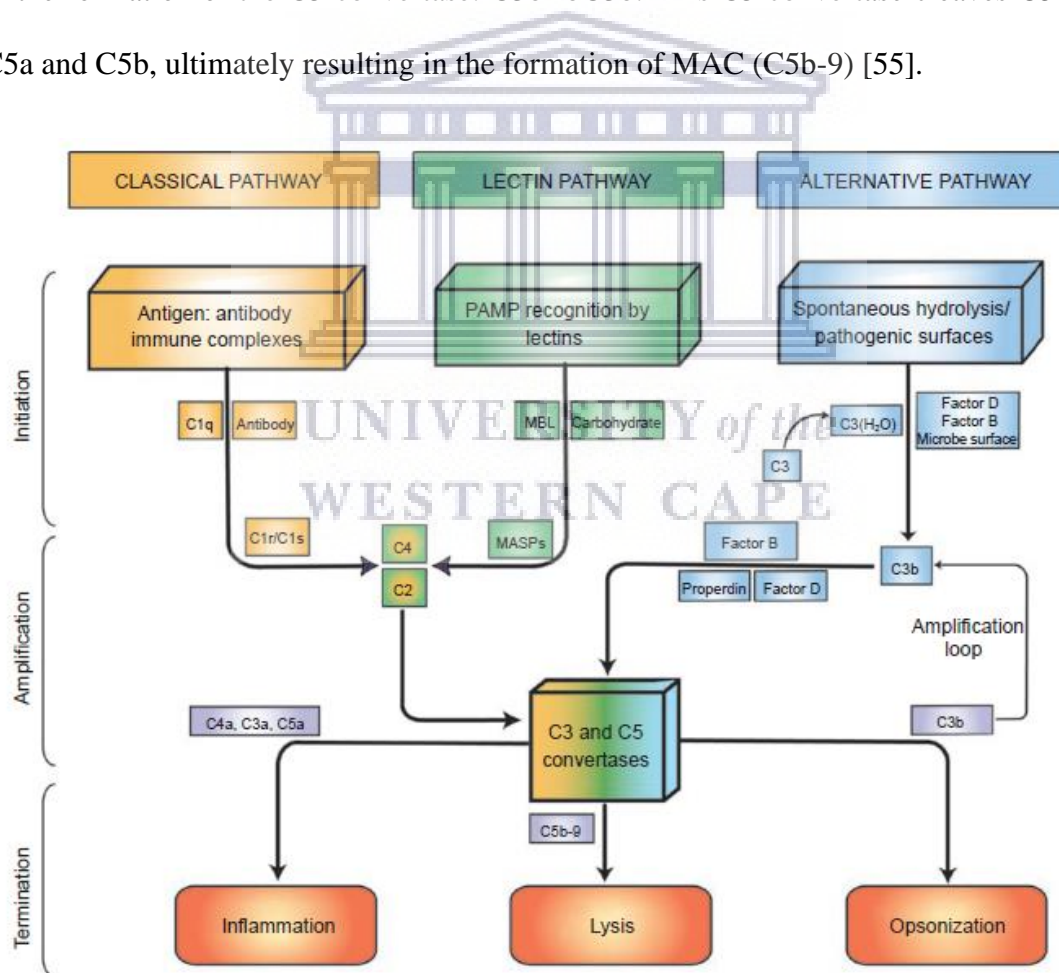 C5a and C5b, ultimately resulting in the formation of MAC (C5b-9) [55].
CLASSICAL PATHWAY
LECTIN PATHWAY
ALTERNATIVE PATHWAY
Initiation
Antigen: antibody
immune complexes
PAMP recognition by
lectins
Spontaneous hydrolysis/
pathogenic surfaces
C1q
Antibody
MBL
Carbohydrate
C3
C3(H₂O)
Factor D
Factor B
Microbe surface
UNIVERSITY of the
WESTERN CAPE
Amplification
C1r/C1s
C4
C2
MASPs
Factor B
Properdin
Factor D
C3b
Amplification
loop
C4a, C3a, C5a
C3 and C5
convertases
C3b
C5b-9
Termination
Inflammation
Lysis
Opsonization